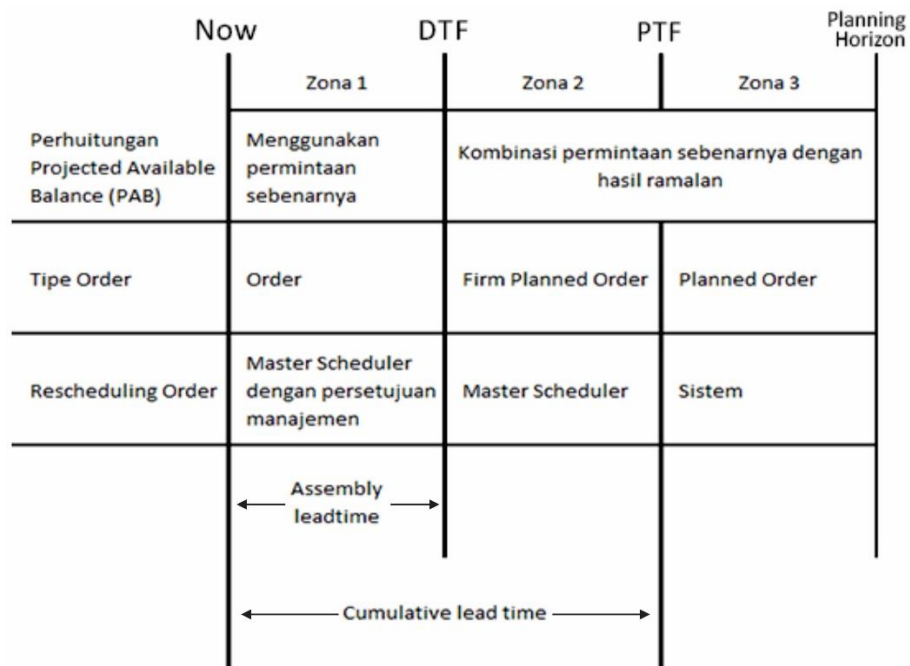 Now
DTF
PTF
Planning
Horizon
Zona 1
Zona 2
Zona 3
Perhuitungan
Projected Available
Balance (PAB)
Menggunakan
permintaan
sebenarnya
Kombinasi permintaan sebenarnya dengan
hasil ramalan
Tipe Order
Order
Firm Planned Order
Planned Order
Rescheduling Order
Master Scheduler
dengan persetujuan
manajemen
Master Scheduler
Sistem
Assembly
leadtime
Cumulative lead time